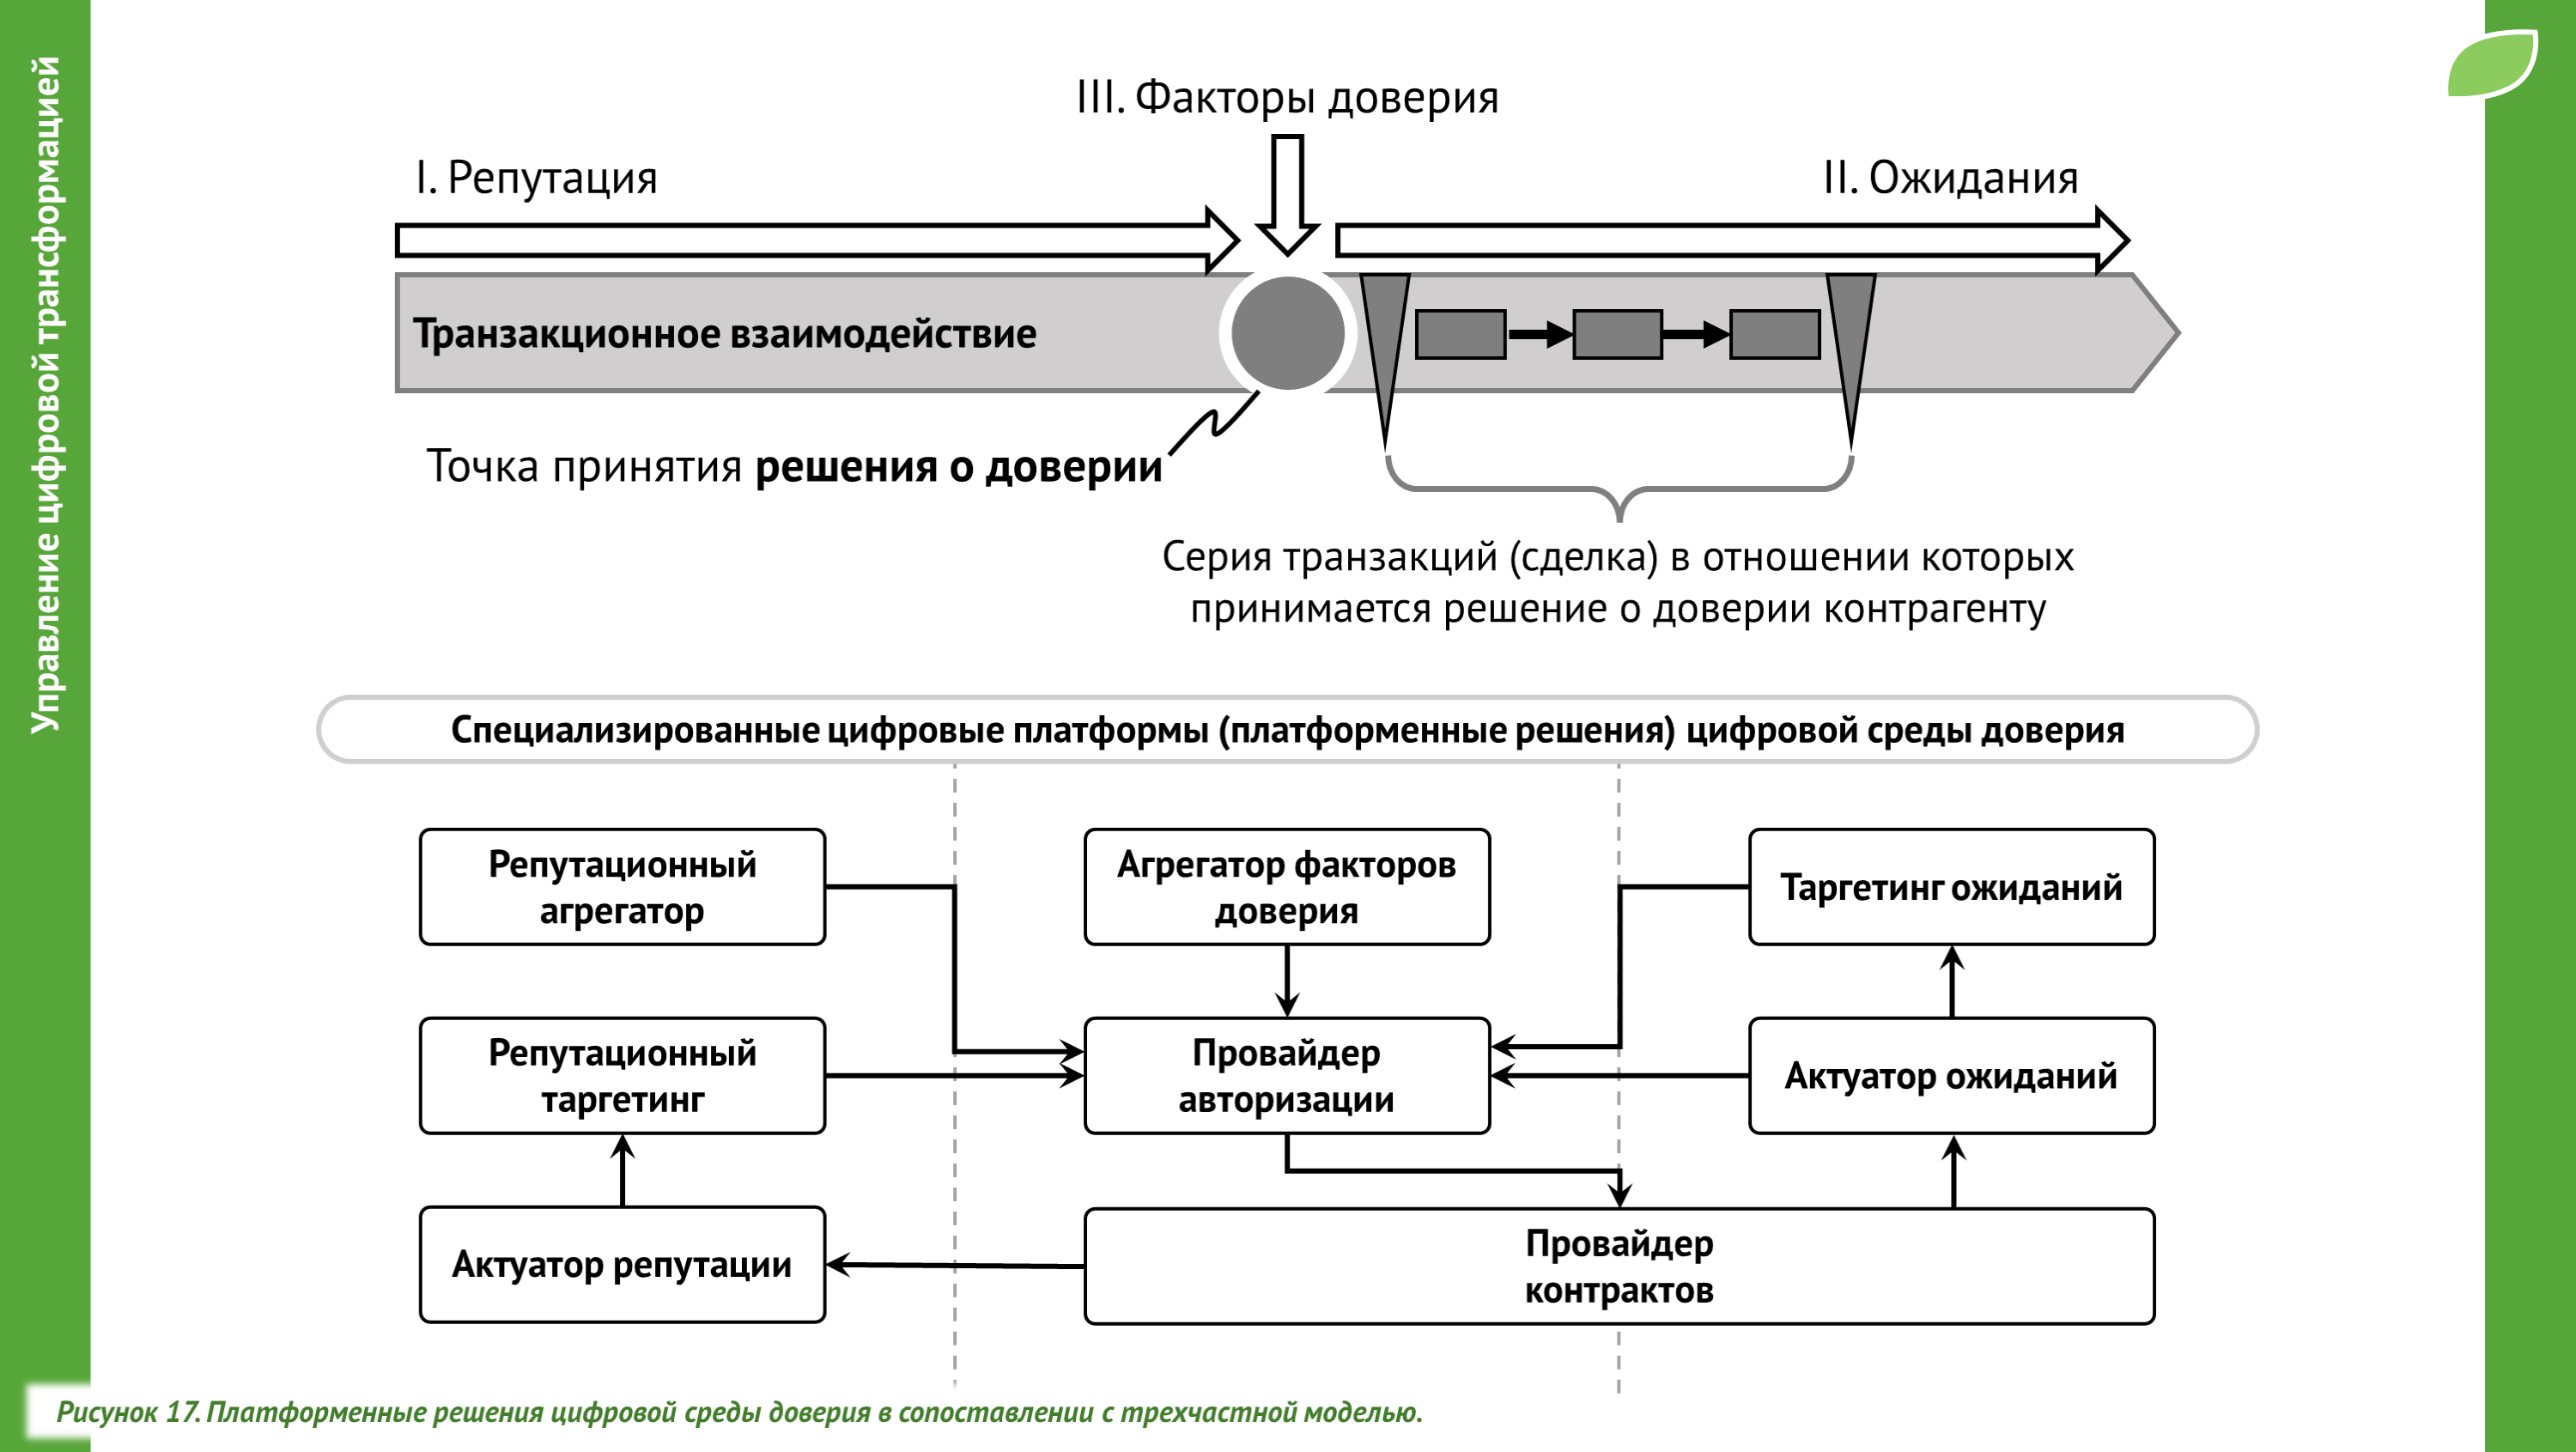 Управление цифровой трансформацией
III. Факторы доверия
I. Репутация
II. Ожидания
Транзакционное взаимодействие
Точка принятия решения о доверии
Серия транзакций (сделка) в отношении которых
принимается решение о доверии контрагенту
Специализированные цифровые платформы (платформенные решения) цифровой среды доверия
Репутационный
агрегатор
Агрегатор факторов
доверия
Таргетинг ожиданий
Репутационный
таргетинг
Провайдер
авторизации
Актуатор ожиданий
Актуатор репутации
Провайдер
контрактов
Рисунок 17. Платформенные решения цифровой среды доверия в сопоставлении с трехчастной моделью.